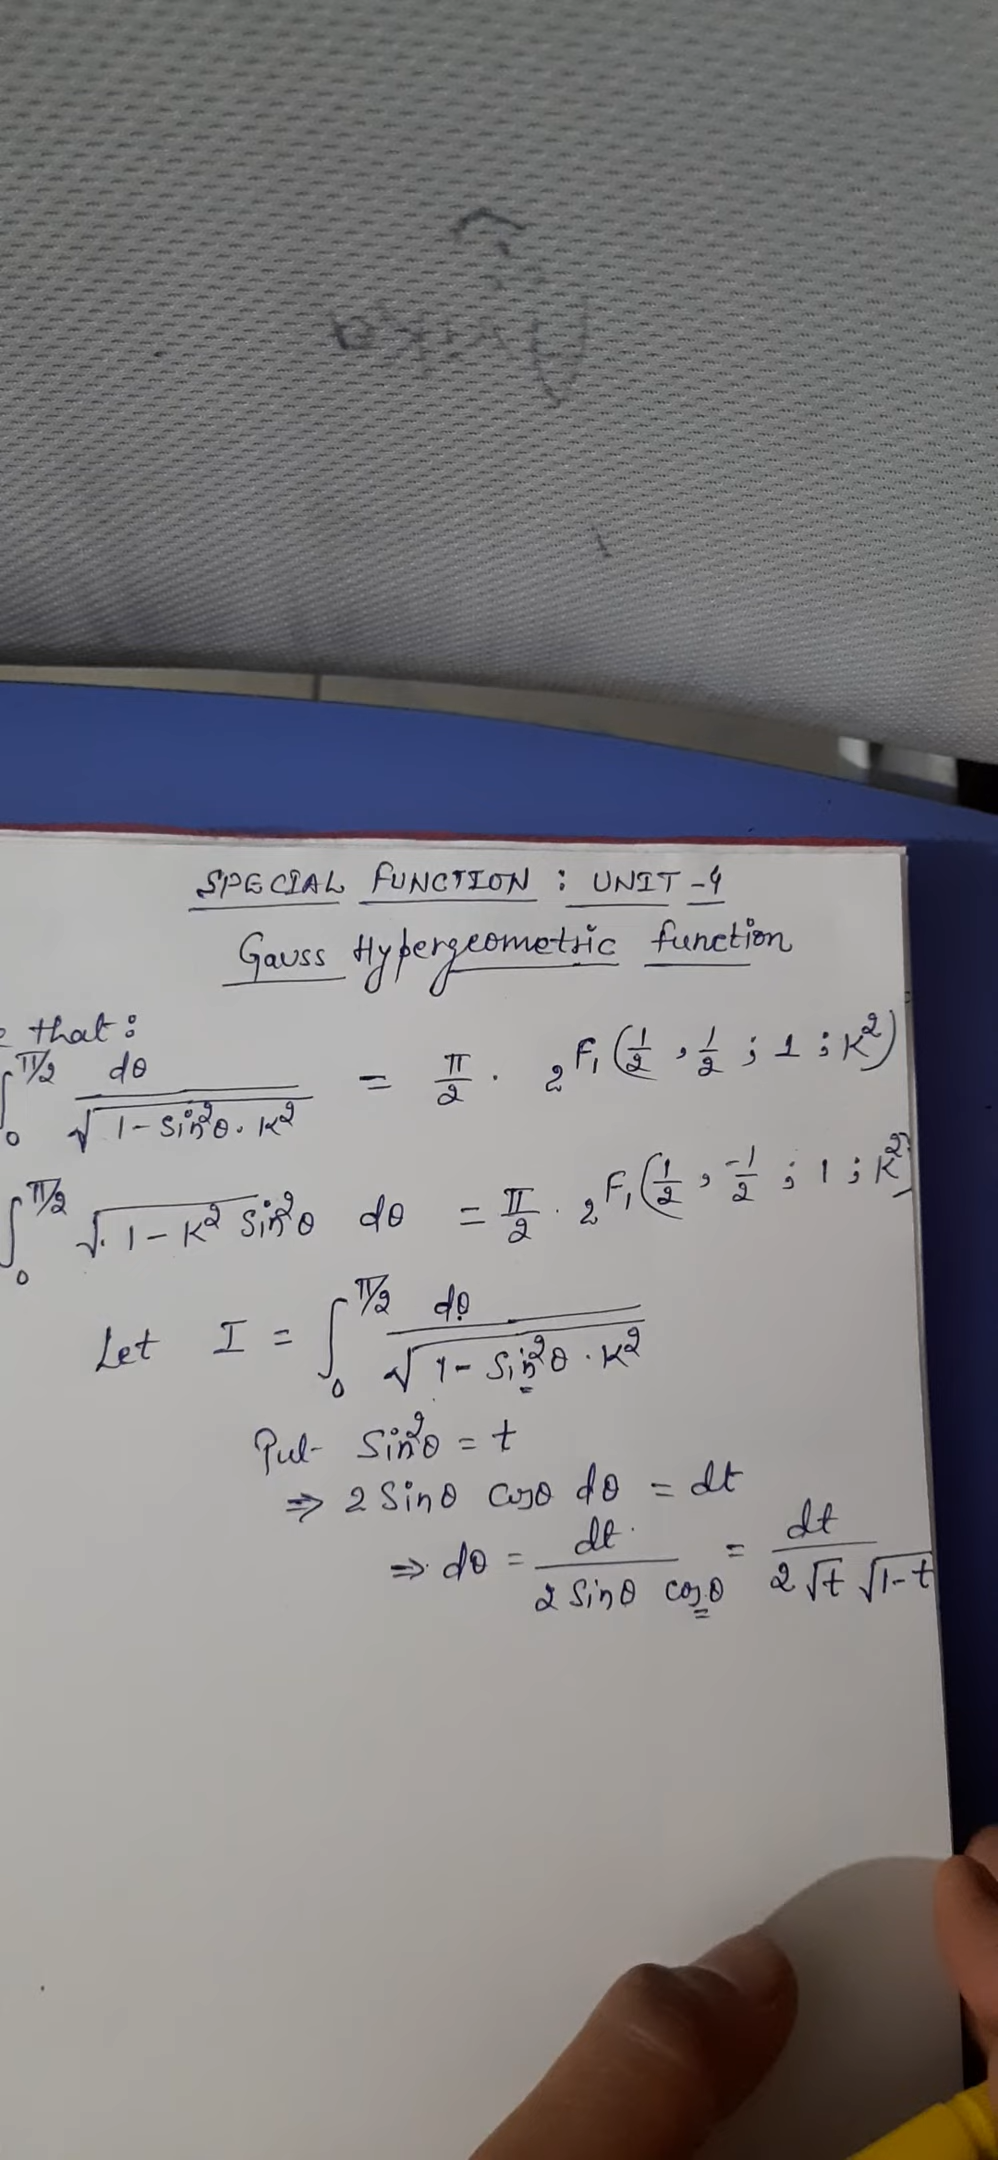 Arika
SPECIAL FUNCTION : UNIT-4
Gauss Hypergeometric function
e that :
∫₀^π/2 dθ / √(1 - Sin²θ . K²) = π/2 . ₂F₁(1/2 , 1/2 ; 1 ; K²)
∫₀^π/2 √(1 - K² Sin²θ) dθ = π/2 . ₂F₁(1/2 , -1/2 ; 1 ; K²)
Let I = ∫₀^π/2 dθ / √(1 - Sin²θ . K²)
Put Sin²θ = t
⇒ 2 Sinθ cosθ dθ = dt
⇒ dθ = dt / 2 Sinθ cosθ = dt / 2√t √1-t